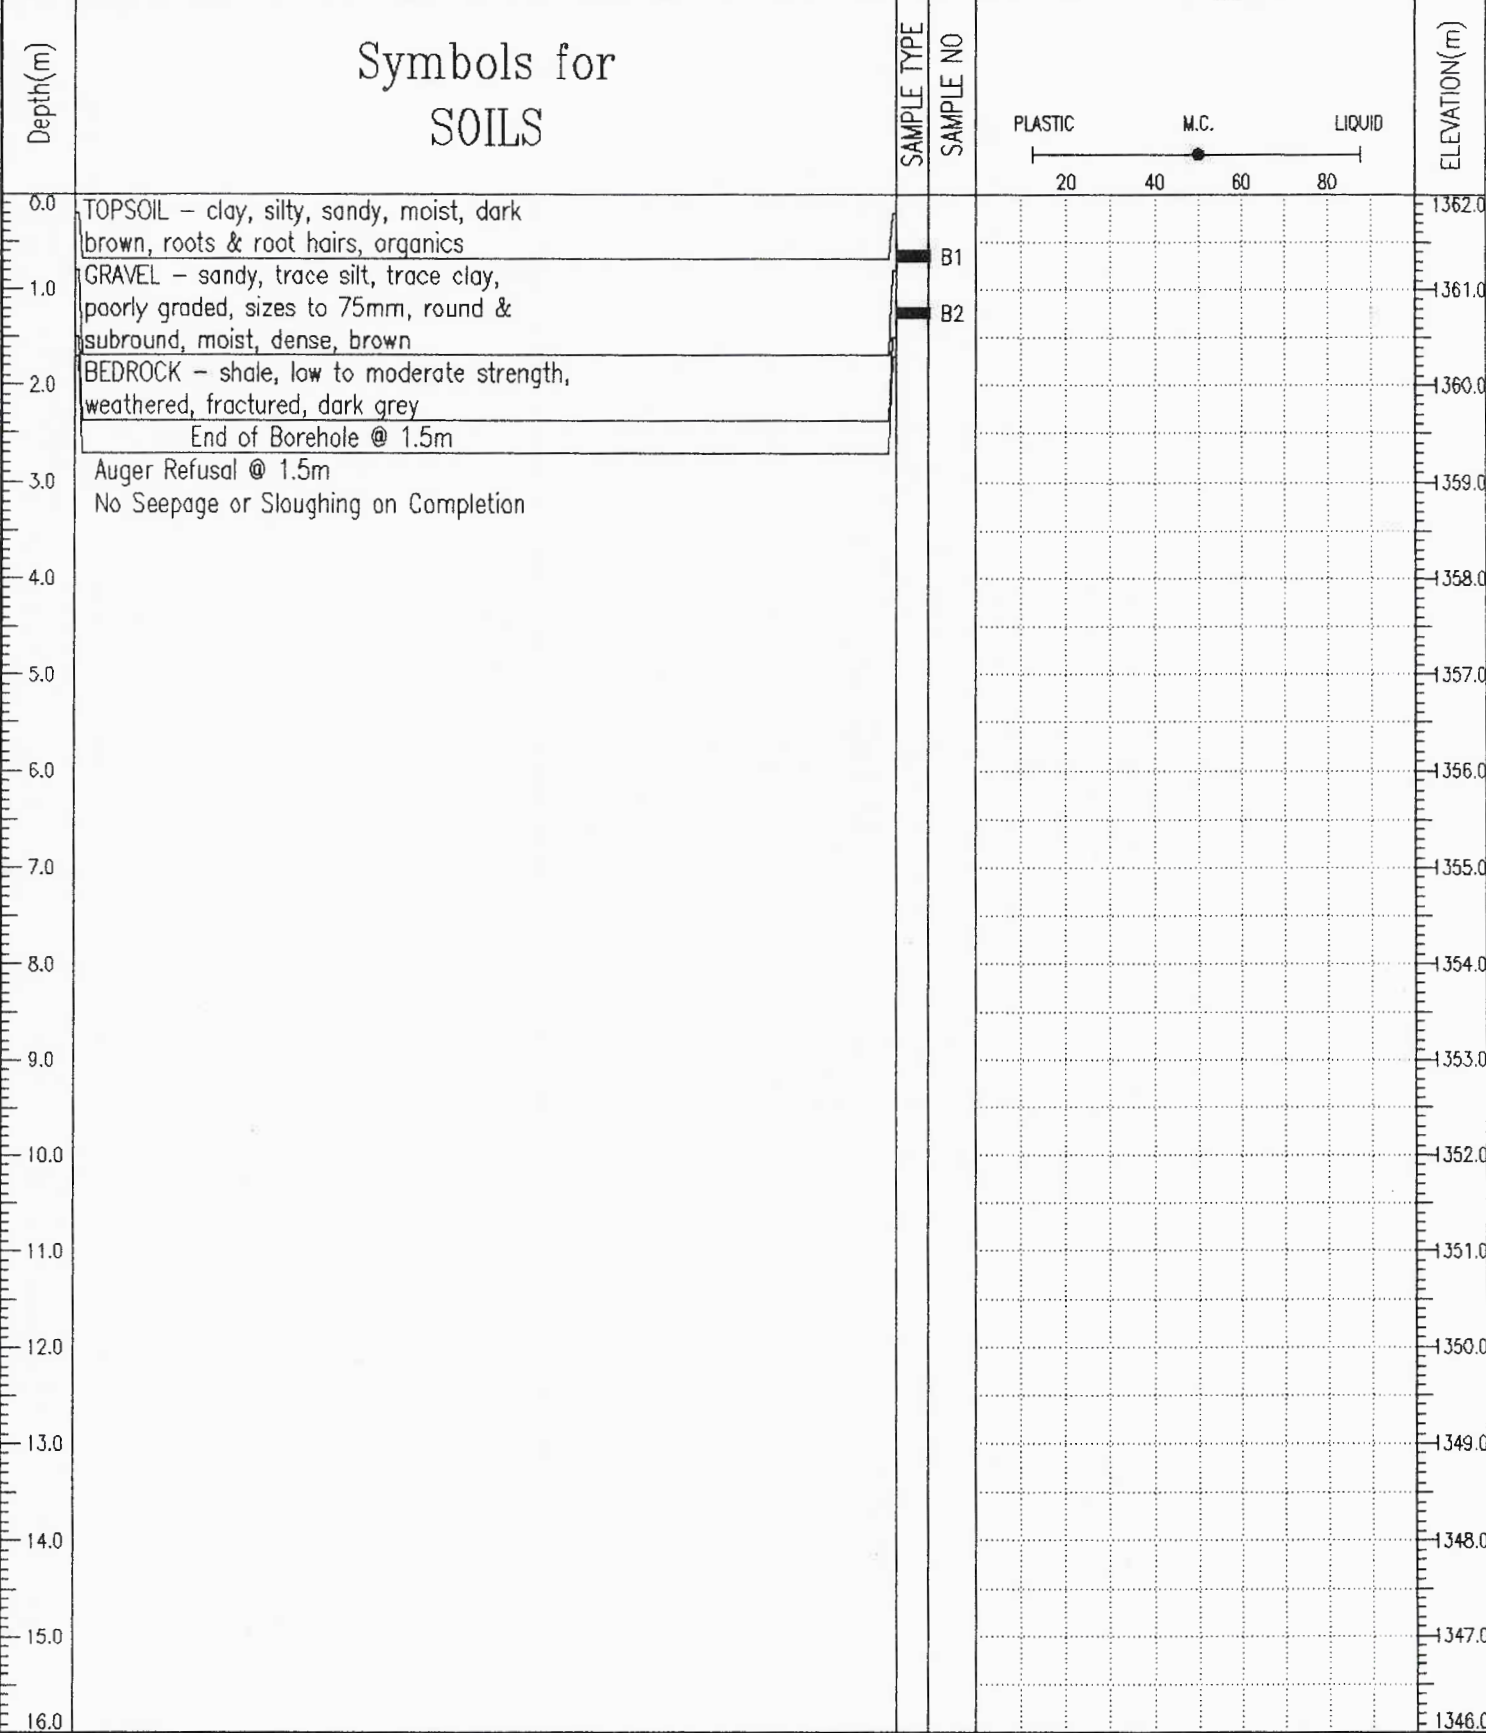 Depth(m)
Symbols for
SOILS
SAMPLE TYPE
SAMPLE NO
PLASTIC M.C. LIQUID
20 40 60 80
ELEVATION(m)
0.0
TOPSOIL – clay, silty, sandy, moist, dark
brown, roots & root hairs, organics
GRAVEL – sandy, trace silt, trace clay,
poorly graded, sizes to 75mm, round &
subround, moist, dense, brown
BEDROCK – shale, low to moderate strength,
weathered, fractured, dark grey
End of Borehole @ 1.5m
Auger Refusal @ 1.5m
No Seepage or Sloughing on Completion
B1
B2
1.0
2.0
3.0
4.0
5.0
6.0
7.0
8.0
9.0
10.0
11.0
12.0
13.0
14.0
15.0
16.0
1362.0
1361.0
1360.0
1359.0
1358.0
1357.0
1356.0
1355.0
1354.0
1353.0
1352.0
1351.0
1350.0
1349.0
1348.0
1347.0
1346.0